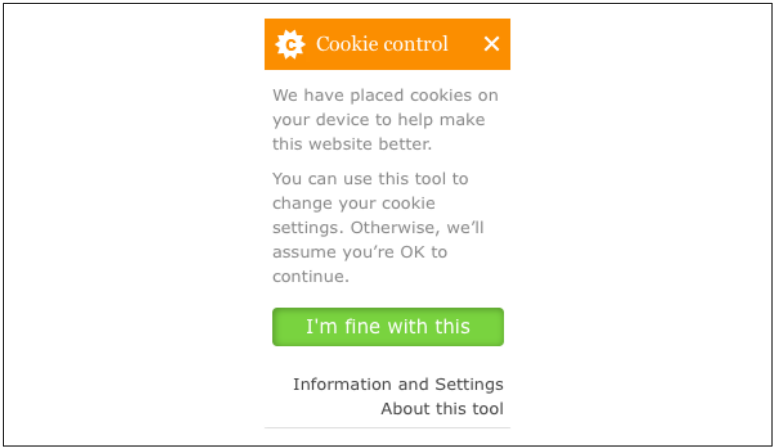 C Cookie control ×
We have placed cookies on
your device to help make
this website better.
You can use this tool to
change your cookie
settings. Otherwise, we’ll
assume you’re OK to
continue.
I'm fine with this
Information and Settings
About this tool